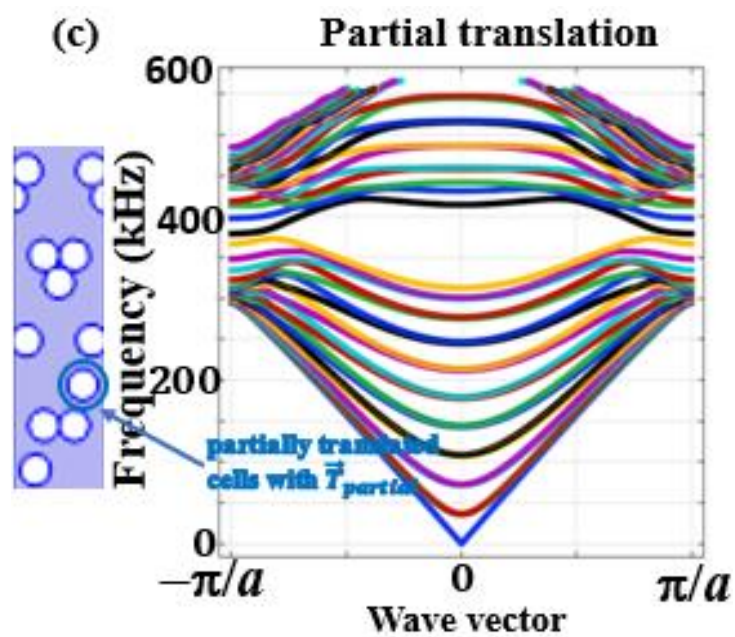 (c)
Partial translation
Frequency (kHz)
600
400
200
0
partially translated
cells with T⃗partial
−π/a
0
π/a
Wave vector